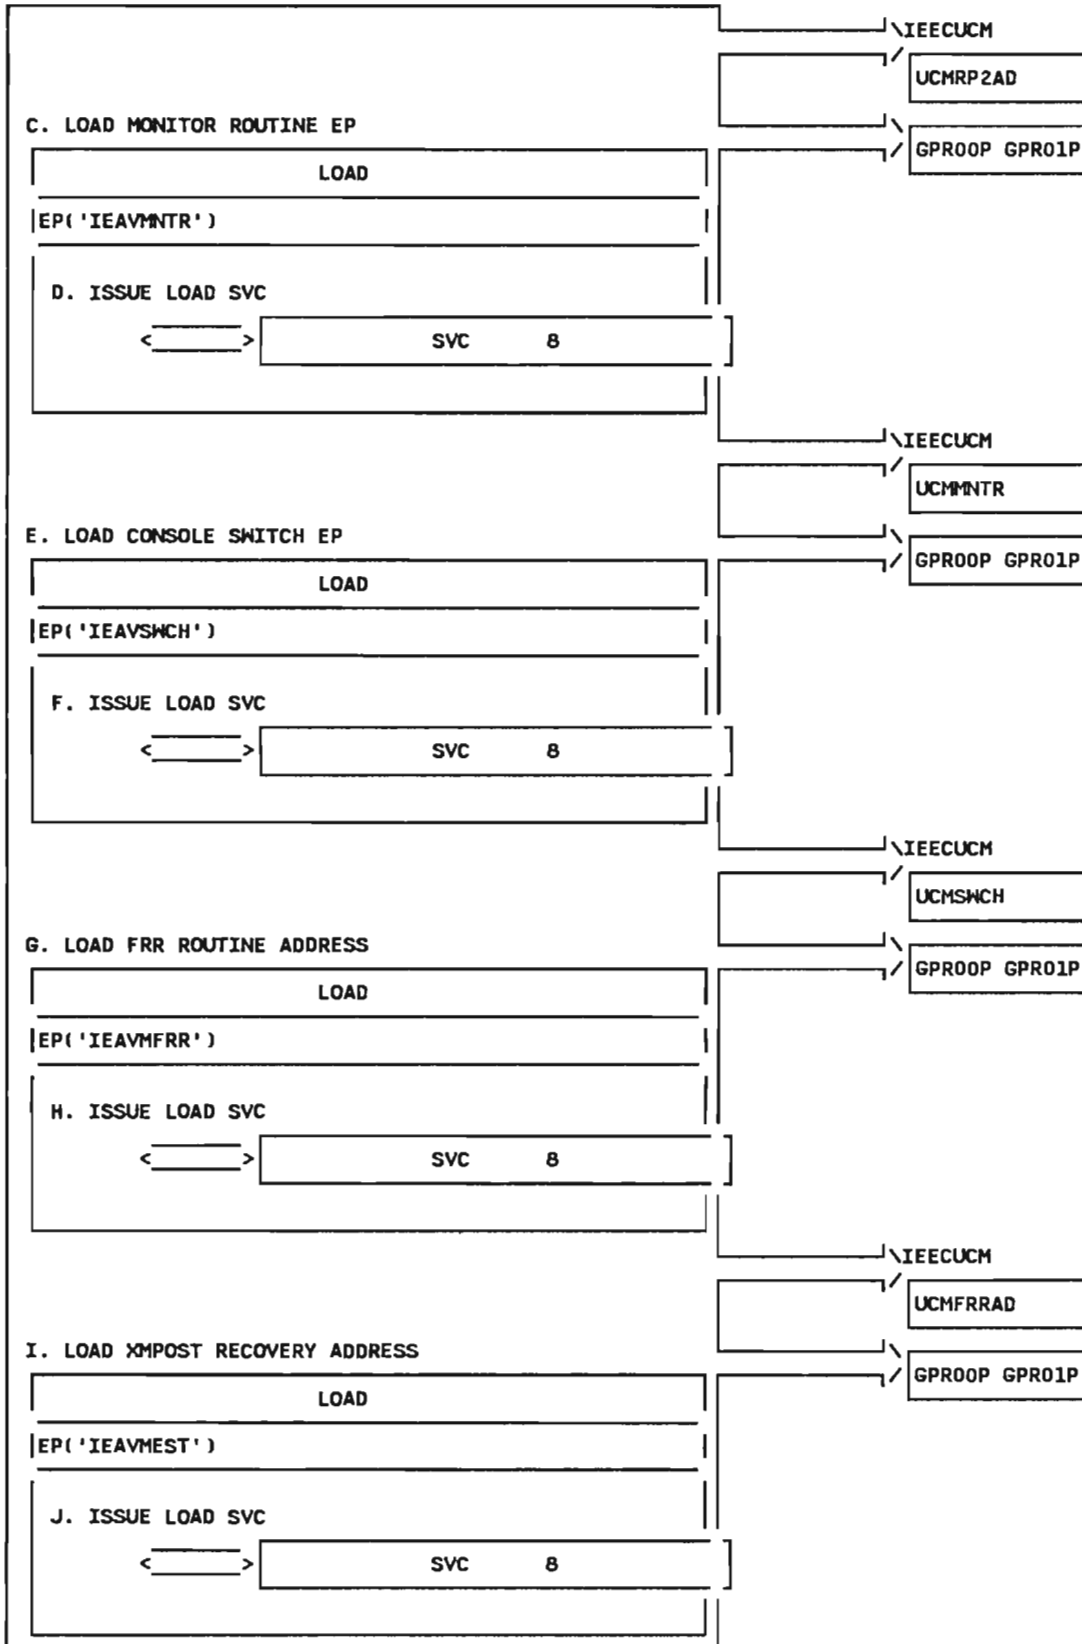 \IEECUCM
UCMRP2AD
C. LOAD MONITOR ROUTINE EP
GPR00P GPR01P
LOAD
EP('IEAVMNTR')
D. ISSUE LOAD SVC
< > SVC 8
\IEECUCM
UCMMNTR
E. LOAD CONSOLE SWITCH EP
GPR00P GPR01P
LOAD
EP('IEAVSWCH')
F. ISSUE LOAD SVC
< > SVC 8
\IEECUCM
UCMSWCH
G. LOAD FRR ROUTINE ADDRESS
GPR00P GPR01P
LOAD
EP('IEAVMFRR')
H. ISSUE LOAD SVC
< > SVC 8
\IEECUCM
UCMFRRAD
I. LOAD XMPOST RECOVERY ADDRESS
GPR00P GPR01P
LOAD
EP('IEAVMEST')
J. ISSUE LOAD SVC
< > SVC 8